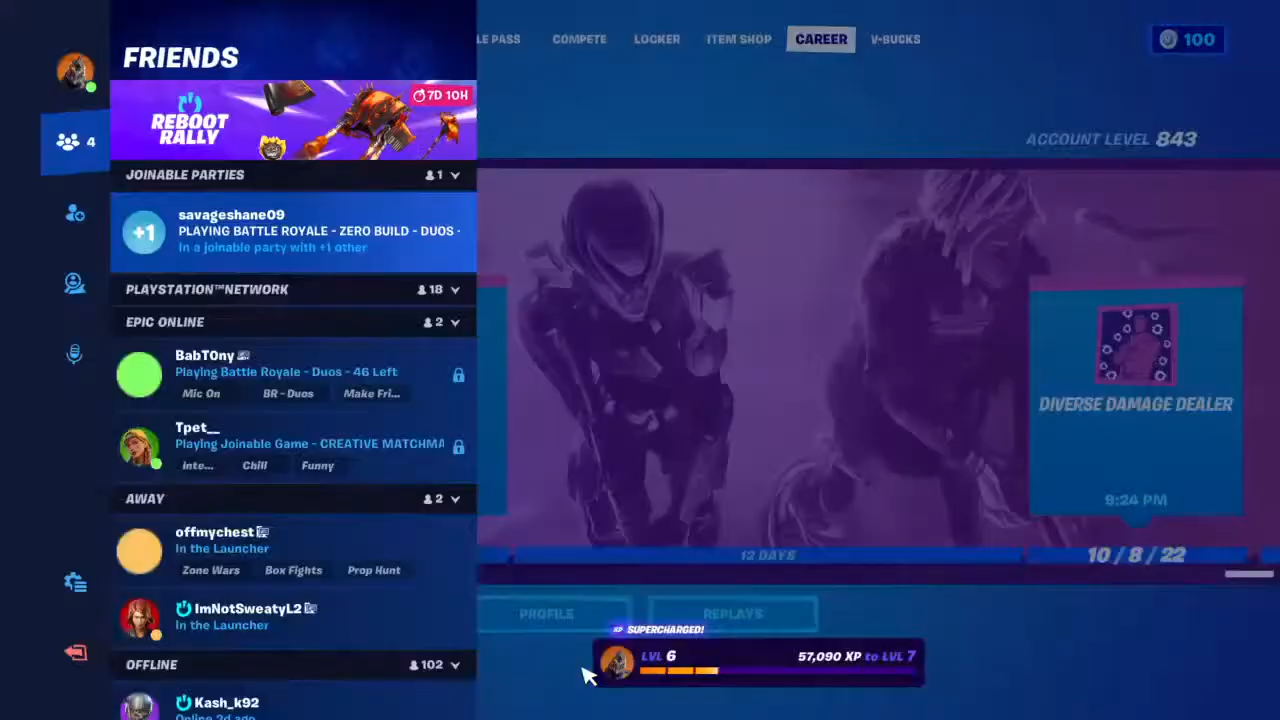 LE PASS
COMPETE
LOCKER
ITEM SHOP
CAREER
V-BUCKS
100
FRIENDS
7D 10H
REBOOT
RALLY
4
ACCOUNT LEVEL 843
JOINABLE PARTIES
1
+1
savageshane09
PLAYING BATTLE ROYALE - ZERO BUILD - DUOS -
In a joinable party with +1 other
PLAYSTATION™NETWORK
18
EPIC ONLINE
2
BabT0ny
Playing Battle Royale - Duos - 46 Left
Mic On
BR - Duos
Make Fri...
Tpet__
Playing Joinable Game - CREATIVE MATCHMA
Inte...
Chill
Funny
AWAY
2
offmychest
In the Launcher
Zone Wars
Box Fights
Prop Hunt
ImNotSweatyL2
In the Launcher
OFFLINE
102
Kash_k92
Online 2d ago
DIVERSE DAMAGE DEALER
9:24 PM
12 DAYS
10 / 8 / 22
PROFILE
REPLAYS
XP SUPERCHARGED!
LVL 6
57,090 XP to LVL 7